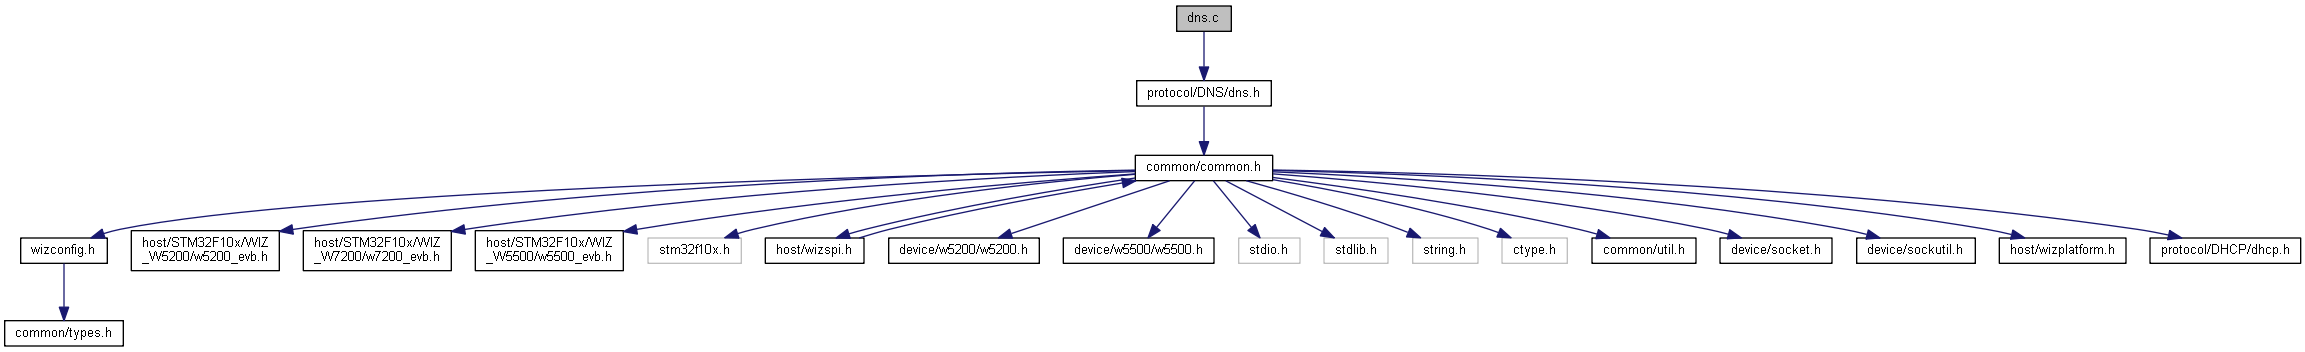 dns.c
protocol/DNS/dns.h
common/common.h
wizconfig.h
host/STM32F10x/WIZ
_W5200/w5200_evb.h
host/STM32F10x/WIZ
_W7200/w7200_evb.h
host/STM32F10x/WIZ
_W5500/w5500_evb.h
stm32f10x.h
host/wizspi.h
device/w5200/w5200.h
device/w5500/w5500.h
stdio.h
stdlib.h
string.h
ctype.h
common/util.h
device/socket.h
device/sockutil.h
host/wizplatform.h
protocol/DHCP/dhcp.h
common/types.h